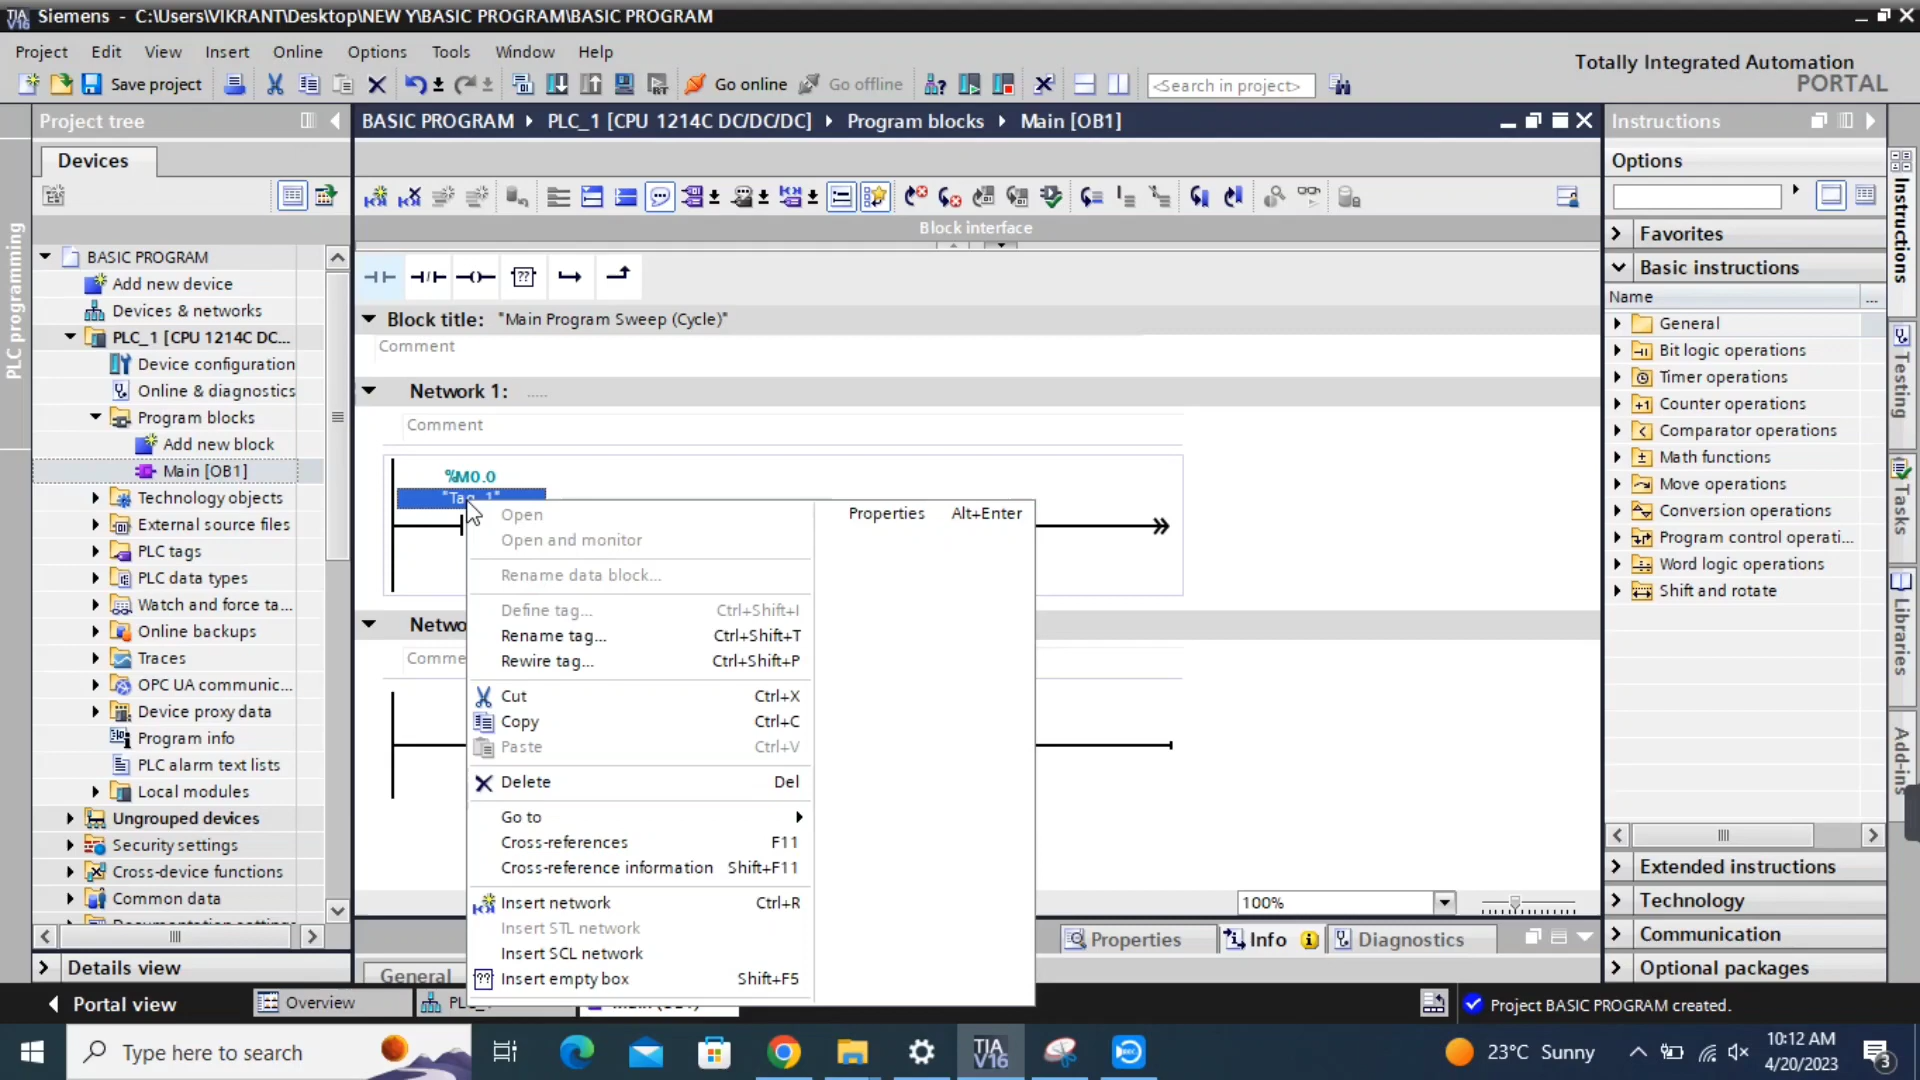 Siemens - C:\Users\VIKRANT\Desktop\NEW Y\BASIC PROGRAM\BASIC PROGRAM
Project Edit View Insert Online Options Tools Window Help
Totally Integrated Automation
PORTAL
Save project
Go online
Go offline
<Search in project>
Project tree
BASIC PROGRAM PLC_1 [CPU 1214C DC/DC/DC] Program blocks Main [OB1]
Instructions
Devices
Options
Block interface
PLC programming
BASIC PROGRAM
Add new device
Devices & networks
PLC_1 [CPU 1214C DC...
Device configuration
Online & diagnostics
Program blocks
Add new block
Main [OB1]
Technology objects
External source files
PLC tags
PLC data types
Watch and force ta...
Online backups
Traces
OPC UA communic...
Device proxy data
Program info
PLC alarm text lists
Local modules
Ungrouped devices
Security settings
Cross-device functions
Common data
Documentation settings
Details view
Block title: "Main Program Sweep (Cycle)"
Comment
Network 1: .....
Comment
%M0.0
"Tag_1"
Netwo
Comme
Open
Open and monitor
Rename data block...
Define tag... Ctrl+Shift+I
Rename tag... Ctrl+Shift+T
Rewire tag... Ctrl+Shift+P
Cut Ctrl+X
Copy Ctrl+C
Paste Ctrl+V
Delete Del
Go to
Cross-references F11
Cross-reference information Shift+F11
Insert network Ctrl+R
Insert STL network
Insert SCL network
Insert empty box Shift+F5
Properties Alt+Enter
100%
Properties
Info
Diagnostics
General
Favorites
Basic instructions
Name ...
General
Bit logic operations
Timer operations
Counter operations
Comparator operations
Math functions
Move operations
Conversion operations
Program control operati...
Word logic operations
Shift and rotate
Extended instructions
Technology
Communication
Optional packages
Instructions
Testing
Tasks
Libraries
Add-ins
Portal view
Overview
PLC_1
Main (OB1)
Project BASIC PROGRAM created.
Type here to search
TIA
V16
REC
23°C Sunny
10:12 AM
4/20/2023
3